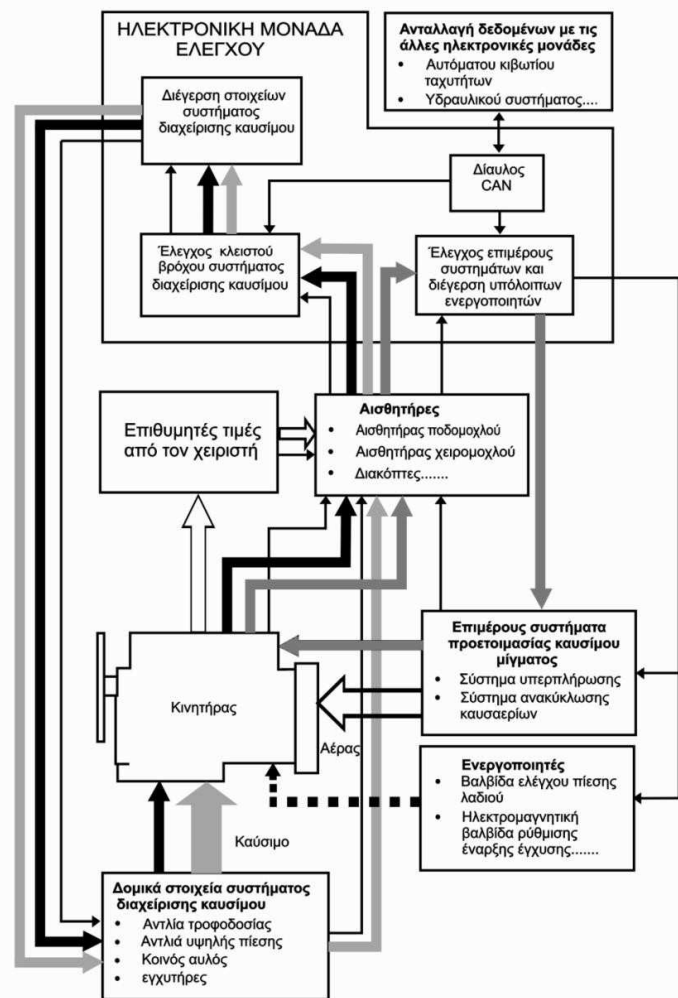 ΗΛΕΚΤΡΟΝΙΚΗ ΜΟΝΑΔΑ
ΕΛΕΓΧΟΥ
Ανταλλαγή δεδομένων με τις
άλλες ηλεκτρονικές μονάδες
• Αυτόματου κιβωτίου
ταχυτήτων
• Υδραυλικού συστήματος....
Διέγερση στοιχείων
συστήματος
διαχείρισης καυσίμου
Δίαυλος
CAN
Έλεγχος κλειστού
βρόχου συστήματος
διαχείρισης καυσίμου
Έλεγχος επιμέρους
συστημάτων και
διέγερση υπόλοιπων
ενεργοποιητών
Επιθυμητές τιμές
από τον χειριστή
Αισθητήρες
• Αισθητήρας ποδομοχλού
• Αισθητήρας χειρομοχλού
• Διακόπτες.......
Κινητήρας
Αέρας
Επιμέρους συστήματα
προετοιμασίας καυσίμου
μίγματος
• Σύστημα υπερπλήρωσης
• Σύστημα ανακύκλωσης
καυσαερίων
Ενεργοποιητές
• Βαλβίδα ελέγχου πίεσης
λαδιού
• Ηλεκτρομαγνητική
βαλβίδα ρύθμισης
έναρξης έγχυσης.......
Καύσιμο
Δομικά στοιχεία συστήματος
διαχείρισης καυσίμου
• Αντλία τροφοδοσίας
• Αντλιά υψηλής πίεσης
• Κοινός αυλός
• εγχυτήρες